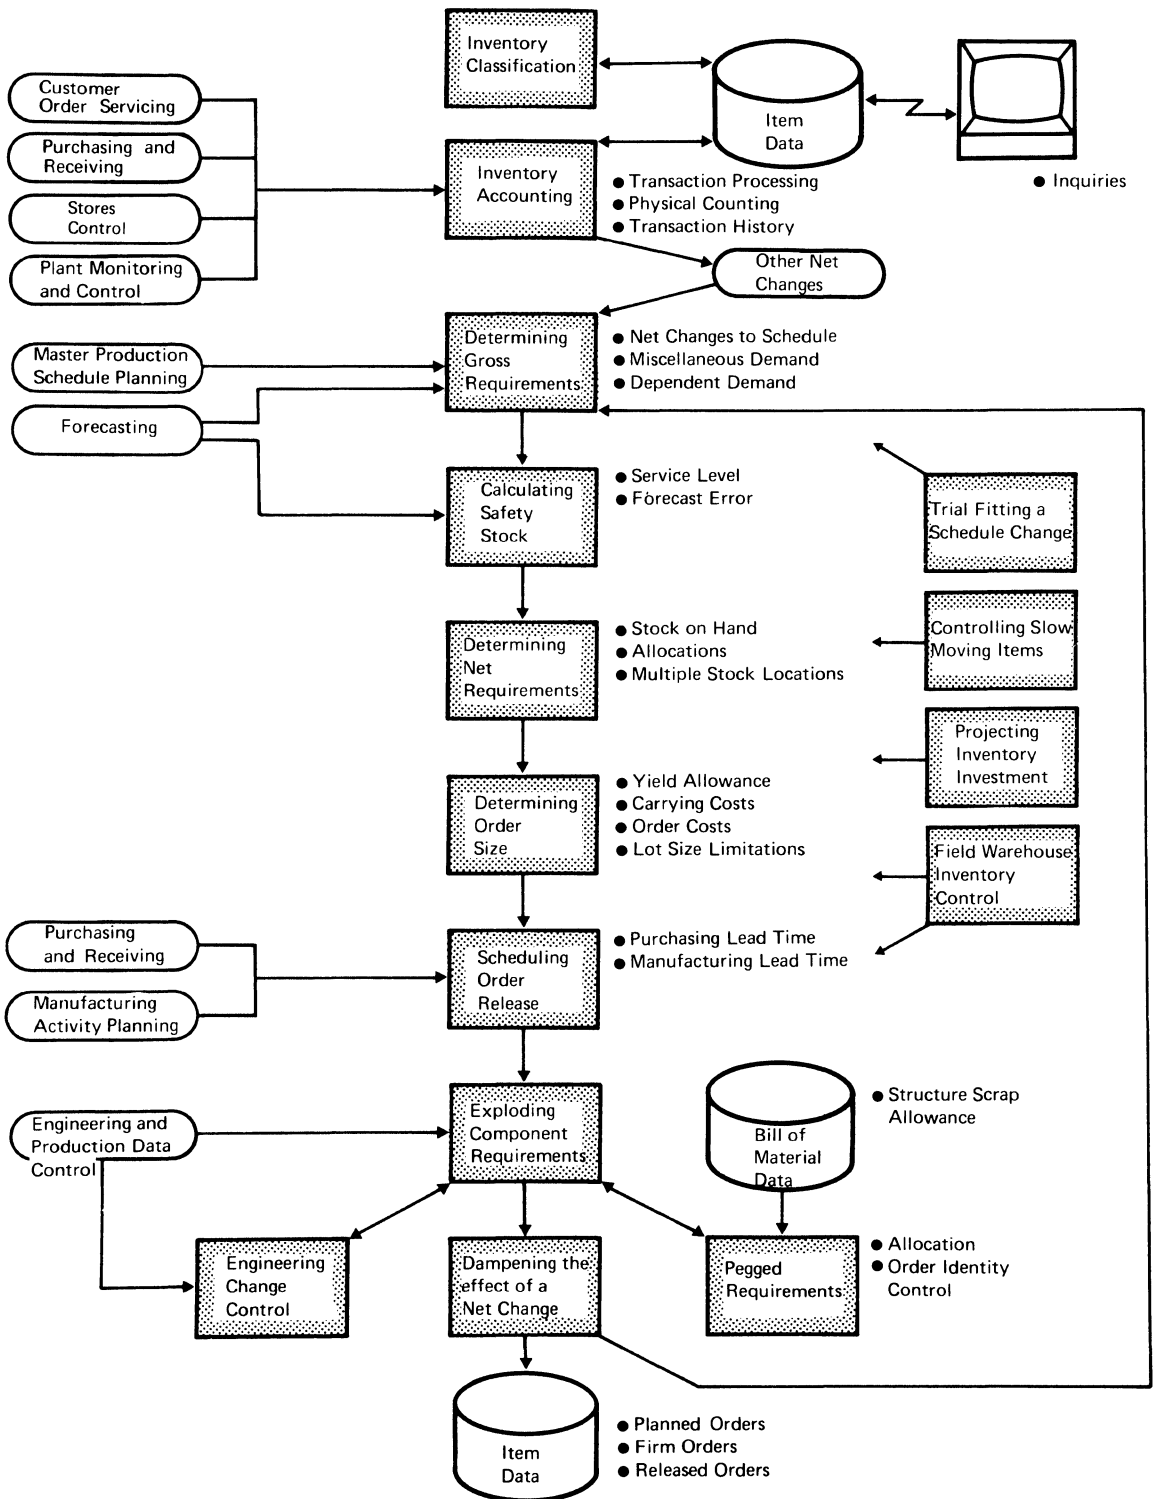 Inventory
Classification
Item
Data
Customer
Order Servicing
Purchasing and
Receiving
Stores
Control
Plant Monitoring
and Control
Inventory
Accounting
● Transaction Processing
● Physical Counting
● Transaction History
● Inquiries
Other Net
Changes
Master Production
Schedule Planning
Forecasting
Determining
Gross
Requirements
● Net Changes to Schedule
● Miscellaneous Demand
● Dependent Demand
Calculating
Safety
Stock
● Service Level
● Forecast Error
Trial Fitting a
Schedule Change
Determining
Net
Requirements
● Stock on Hand
● Allocations
● Multiple Stock Locations
Controlling Slow
Moving Items
Projecting
Inventory
Investment
Determining
Order
Size
● Yield Allowance
● Carrying Costs
● Order Costs
● Lot Size Limitations
Field Warehouse
Inventory
Control
Purchasing
and Receiving
Manufacturing
Activity Planning
Scheduling
Order
Release
● Purchasing Lead Time
● Manufacturing Lead Time
Engineering and
Production Data
Control
Exploding
Component
Requirements
Bill of
Material
Data
● Structure Scrap
Allowance
Engineering
Change
Control
Dampening the
effect of a
Net Change
Pegged
Requirements
● Allocation
● Order Identity
Control
Item
Data
● Planned Orders
● Firm Orders
● Released Orders